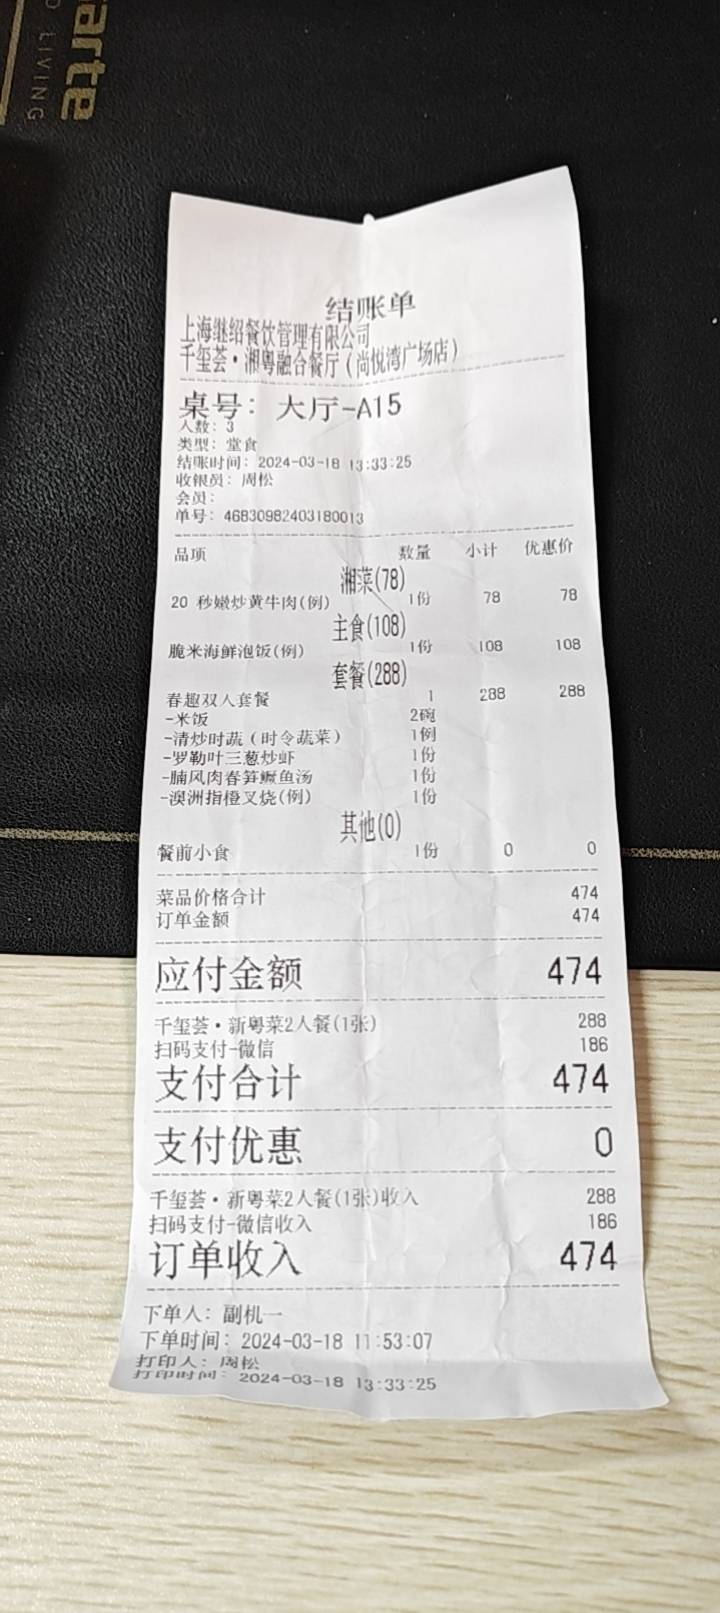 arte
LIVING
结账单
上海继绍餐饮管理有限公司
千玺荟·湘粤融合餐厅(尚悦湾广场店)
桌号: 大厅-A15
人数: 3
类型: 堂食
结账时间: 2024-03-18 13:33:25
收银员: 周松
会员:
单号: 46830982403180013
品项 数量 小计 优惠价
湘菜(78)
20 秒嫩炒黄牛肉(例) 1份 78 78
主食(108)
脆米海鲜泡饭(例) 1份 108 108
套餐(288)
春趣双人套餐 1 288 288
-米饭 2碗
-清炒时蔬(时令蔬菜) 1例
-罗勒叶三葱炒虾 1份
-腩风肉春笋鳜鱼汤 1份
-澳洲指橙叉烧(例) 1份
其他(0)
餐前小食 1份 0 0
菜品价格合计 474
订单金额 474
应付金额 474
千玺荟·新粤菜2人餐(1张) 288
扫码支付-微信 186
支付合计 474
支付优惠 0
千玺荟·新粤菜2人餐(1张)收入 288
扫码支付-微信收入 186
订单收入 474
下单人: 副机一
下单时间: 2024-03-18 11:53:07
打印人: 周松
打印时间: 2024-03-18 13:33:25